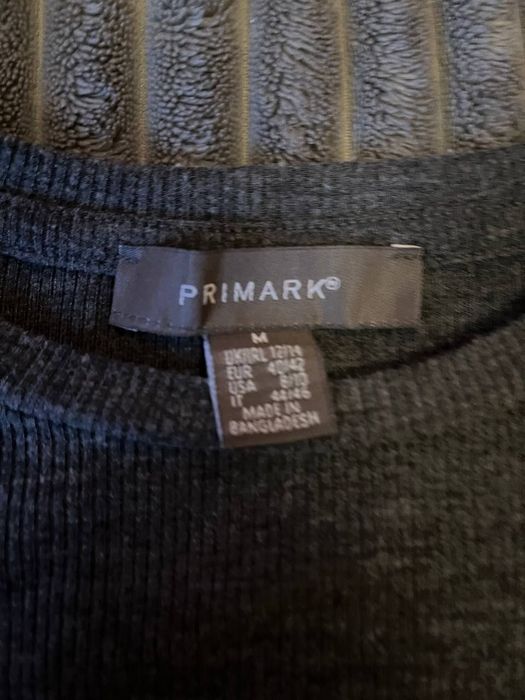 PRIMARK®
M
UK/IRL 12/14
EUR 40/42
USA 8/10
IT 44/46
MADE IN
BANGLADESH